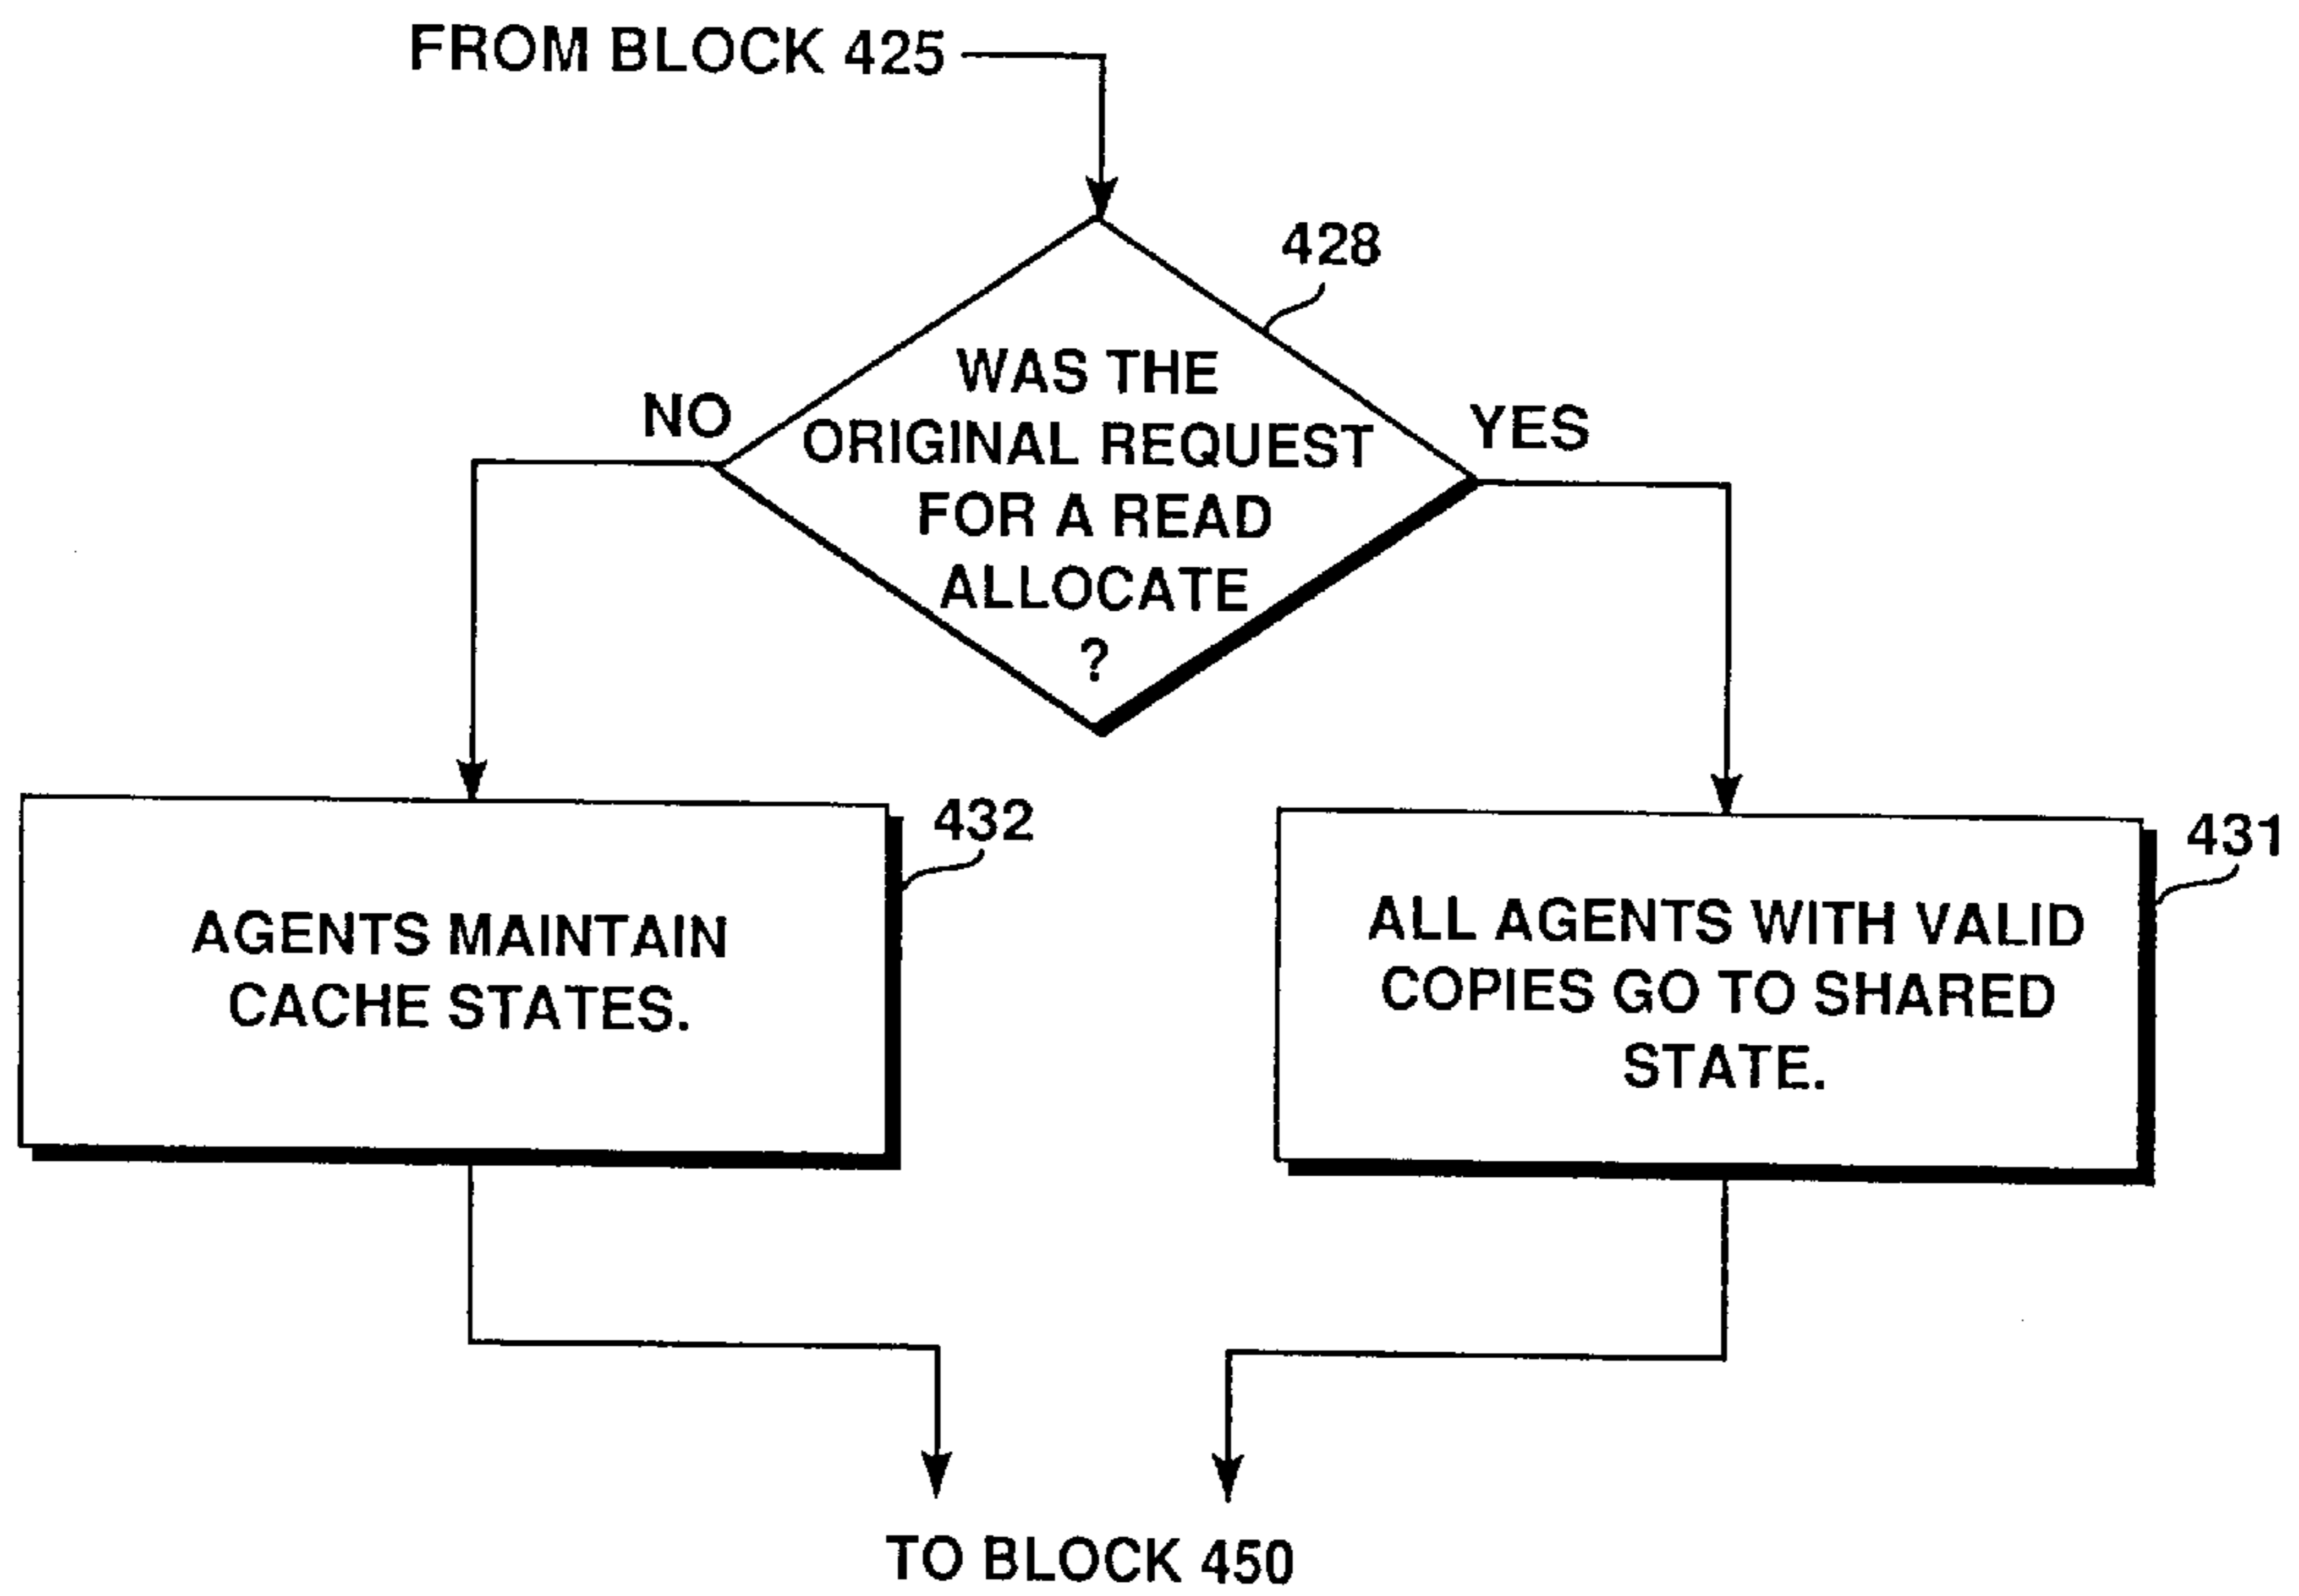 FROM BLOCK 425
428
WAS THE
ORIGINAL REQUEST
FOR A READ
ALLOCATE
?
NO
YES
432
AGENTS MAINTAIN
CACHE STATES.
431
ALL AGENTS WITH VALID
COPIES GO TO SHARED
STATE.
TO BLOCK 450